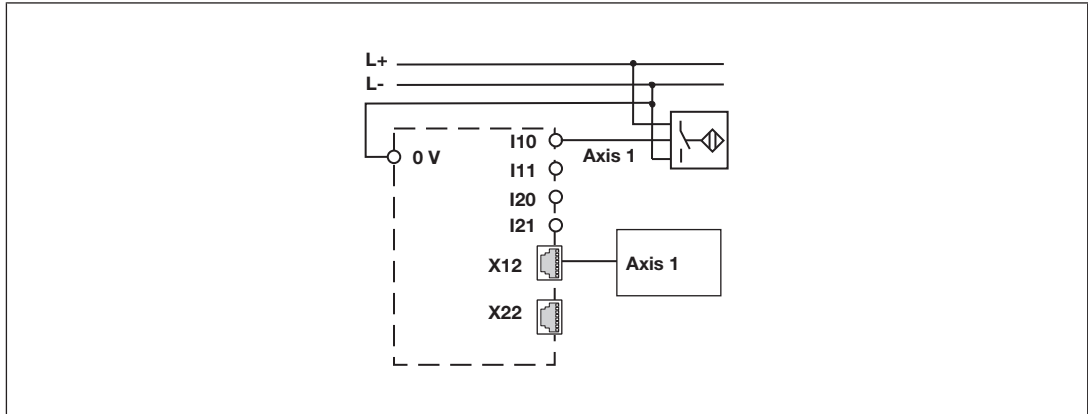 L+
L-
I10
0 V
Axis 1
I11
I20
I21
X12
Axis 1
X22